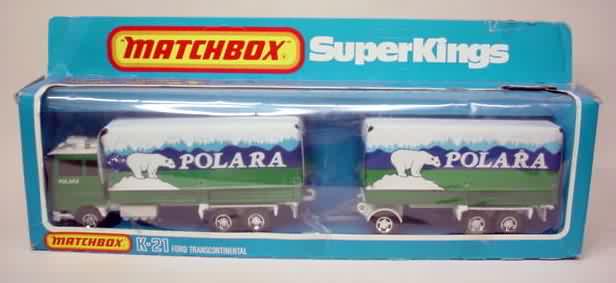 MATCHBOX SuperKings
POLARA
POLARA
POLARA
MATCHBOX K-21 FORD TRANSCONTINENTAL